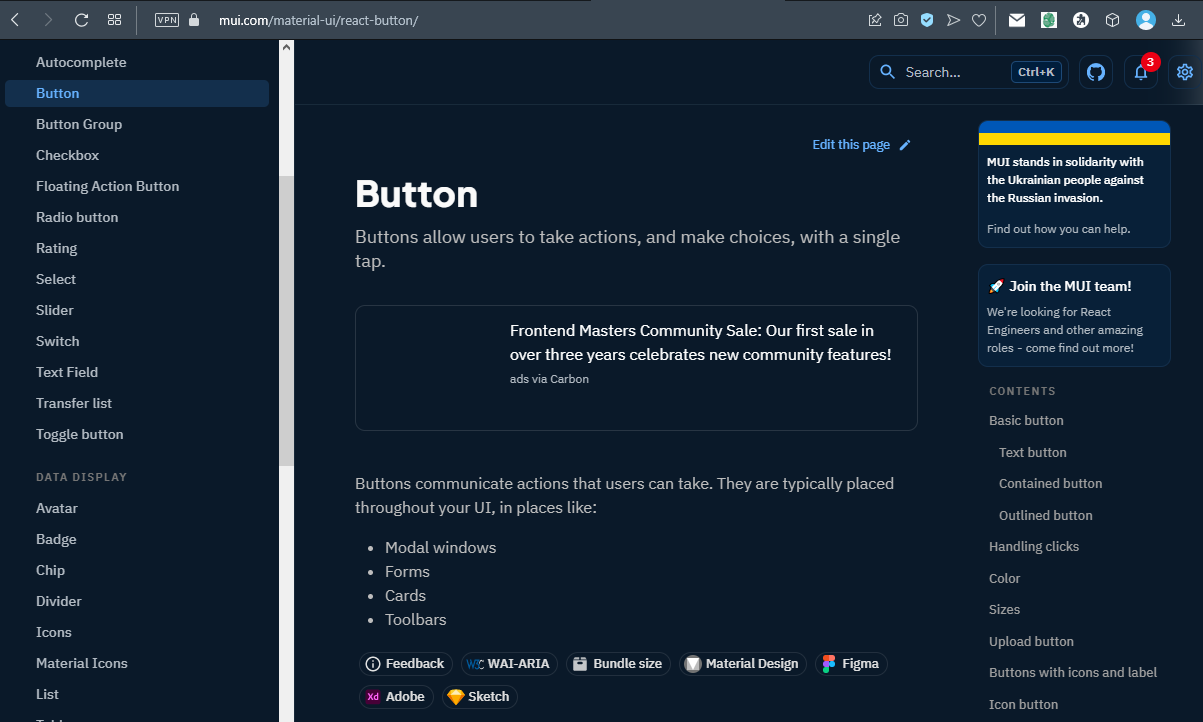 VPN
mui.com/material-ui/react-button/
Autocomplete
Button
Button Group
Checkbox
Floating Action Button
Radio button
Rating
Select
Slider
Switch
Text Field
Transfer list
Toggle button
DATA DISPLAY
Avatar
Badge
Chip
Divider
Icons
Material Icons
List
Search...
Ctrl+K
3
Edit this page
Button
Buttons allow users to take actions, and make choices, with a single
tap.
Frontend Masters Community Sale: Our first sale in
over three years celebrates new community features!
ads via Carbon
Buttons communicate actions that users can take. They are typically placed
throughout your UI, in places like:
• Modal windows
• Forms
• Cards
• Toolbars
Feedback
W3C WAI-ARIA
Bundle size
Material Design
Figma
Xd Adobe
Sketch
MUI stands in solidarity with
the Ukrainian people against
the Russian invasion.
Find out how you can help.
🚀 Join the MUI team!
We're looking for React
Engineers and other amazing
roles - come find out more!
CONTENTS
Basic button
Text button
Contained button
Outlined button
Handling clicks
Color
Sizes
Upload button
Buttons with icons and label
Icon button